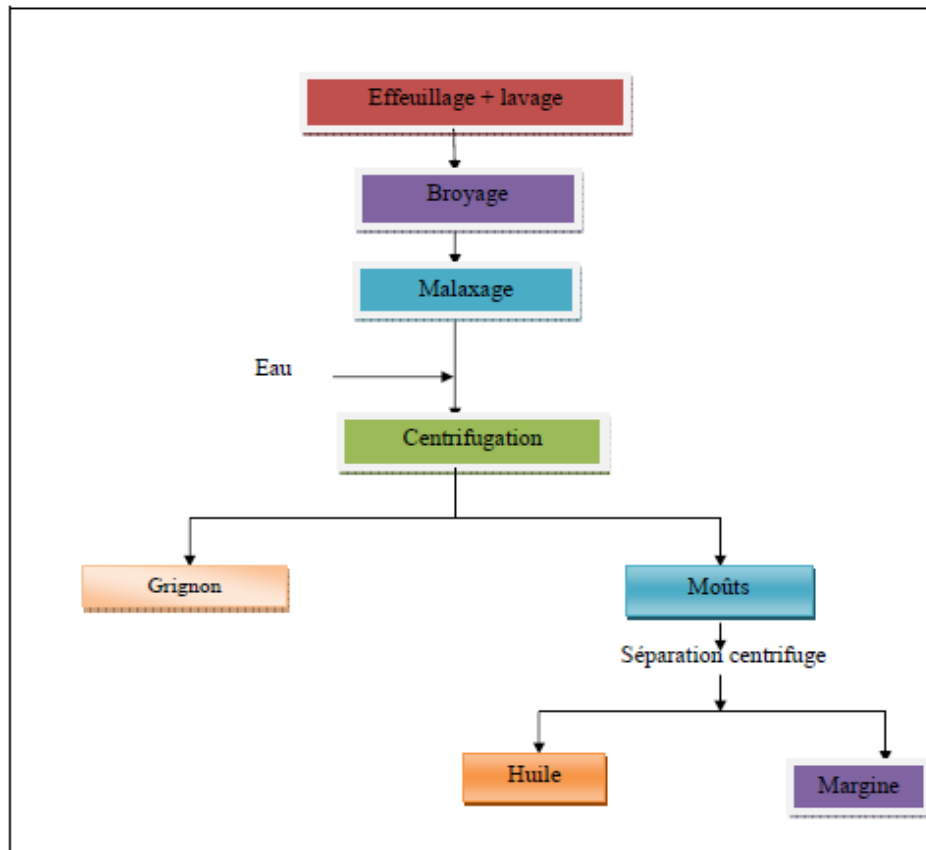 Effeuillage + lavage
Broyage
Malaxage
Eau
Centrifugation
Grignon
Moûts
Séparation centrifuge
Huile
Margine